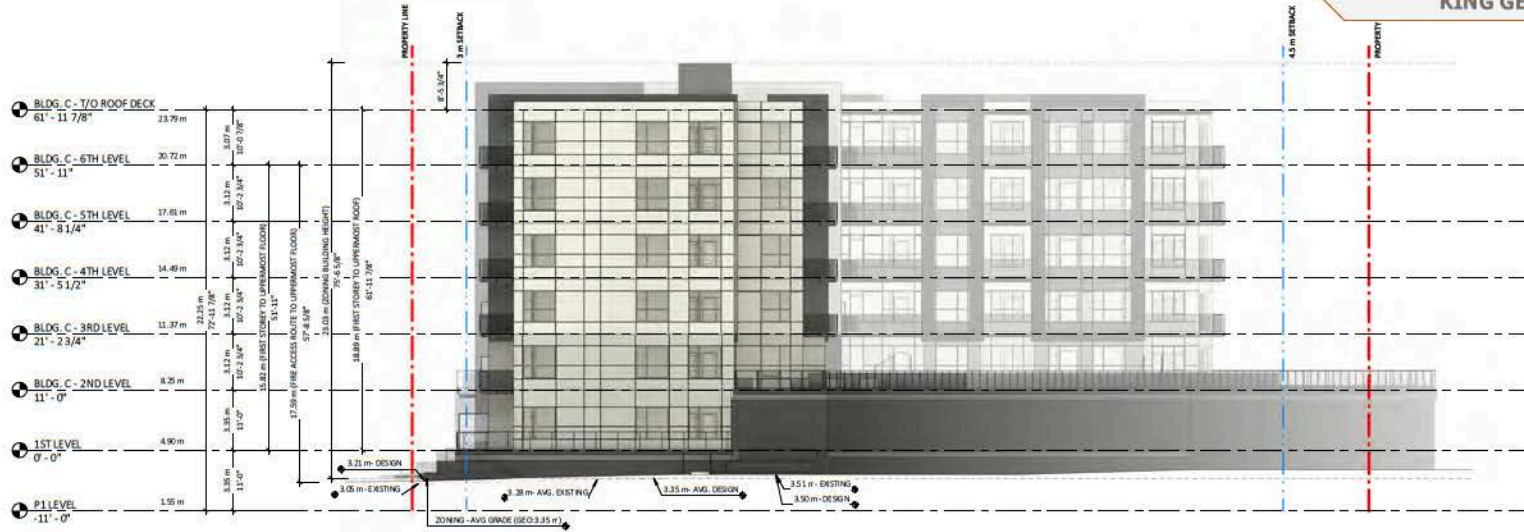 KING GE
PROPERTY LINE
3 m SETBACK
4.5 m SETBACK
PROPERTY
8'-5 3/4"
BLDG. C - T/O ROOF DECK
61' - 11 7/8"
23.79 m
BLDG. C - 6TH LEVEL
51' - 11"
20.72 m
BLDG. C - 5TH LEVEL
41' - 8 1/4"
17.61 m
BLDG. C - 4TH LEVEL
31' - 5 1/2"
14.49 m
BLDG. C - 3RD LEVEL
21' - 2 3/4"
11.37 m
BLDG. C - 2ND LEVEL
11' - 0"
8.25 m
1ST LEVEL
0' - 0"
4.90 m
P1 LEVEL
-11' - 0"
1.55 m
22.25 m
72'-11 7/8"
3.07 m
10'-0 7/8"
3.12 m
10'-2 3/4"
3.12 m
10'-2 3/4"
3.12 m
10'-2 3/4"
3.12 m
10'-2 3/4"
3.35 m
11'-0"
3.35 m
11'-0"
15.82 m (FIRST STOREY TO UPPERMOST FLOOR)
51'-11"
17.59 m (FIRE ACCESS ROUTE TO UPPERMOST FLOOR)
57'-8 5/8"
23.03 m (ZONING BUILDING HEIGHT)
75'-6 5/8"
18.89 m (FIRST STOREY TO UPPERMOST ROOF)
61'-11 7/8"
3.21 m- DESIGN
3.05 m- EXISTING
3.28 m- AVG. EXISTING
3.35 m- AVG. DESIGN
3.51 m- EXISTING
3.50 m- DESIGN
ZONING - AVG GRADE (GEO:3.35 m)